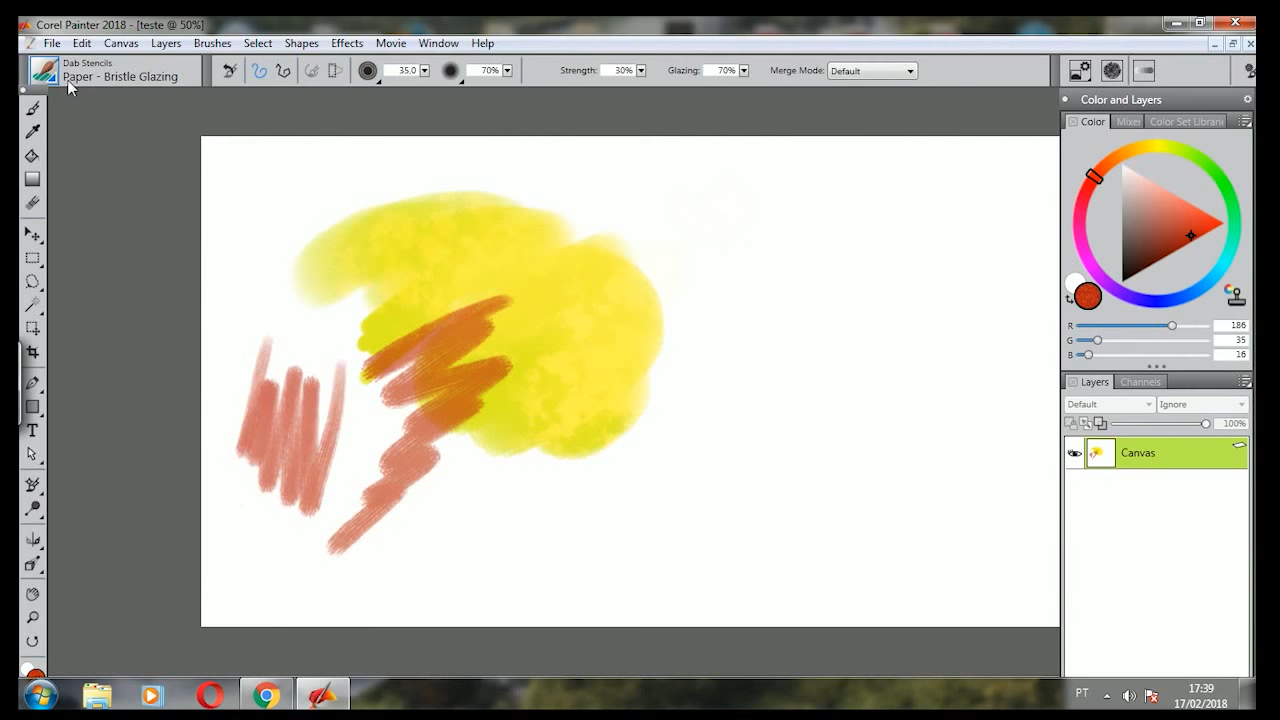 Corel Painter 2018 - [teste @ 50%]
File Edit Canvas Layers Brushes Select Shapes Effects Movie Window Help
Dab Stencils
Paper - Bristle Glazing
35,0 70% Strength: 30% Glazing: 70% Merge Mode: Default
Color and Layers
Color Mixer Color Set Librari
R 186
G 35
B 16
Layers Channels
Default Ignore
100%
Canvas
T
PT 17:39
17/02/2018